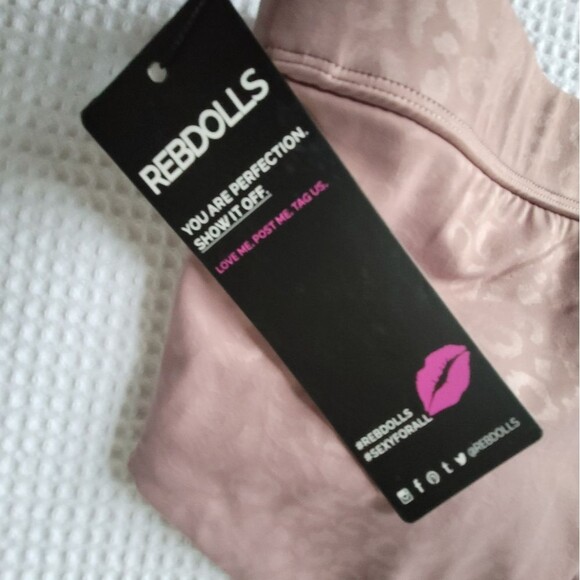 REBDOLLS
YOU ARE PERFECTION.
SHOW IT OFF.
LOVE ME. POST ME. TAG US.
#REBDOLLS
#SEXYFORALL
@REBDOLLS